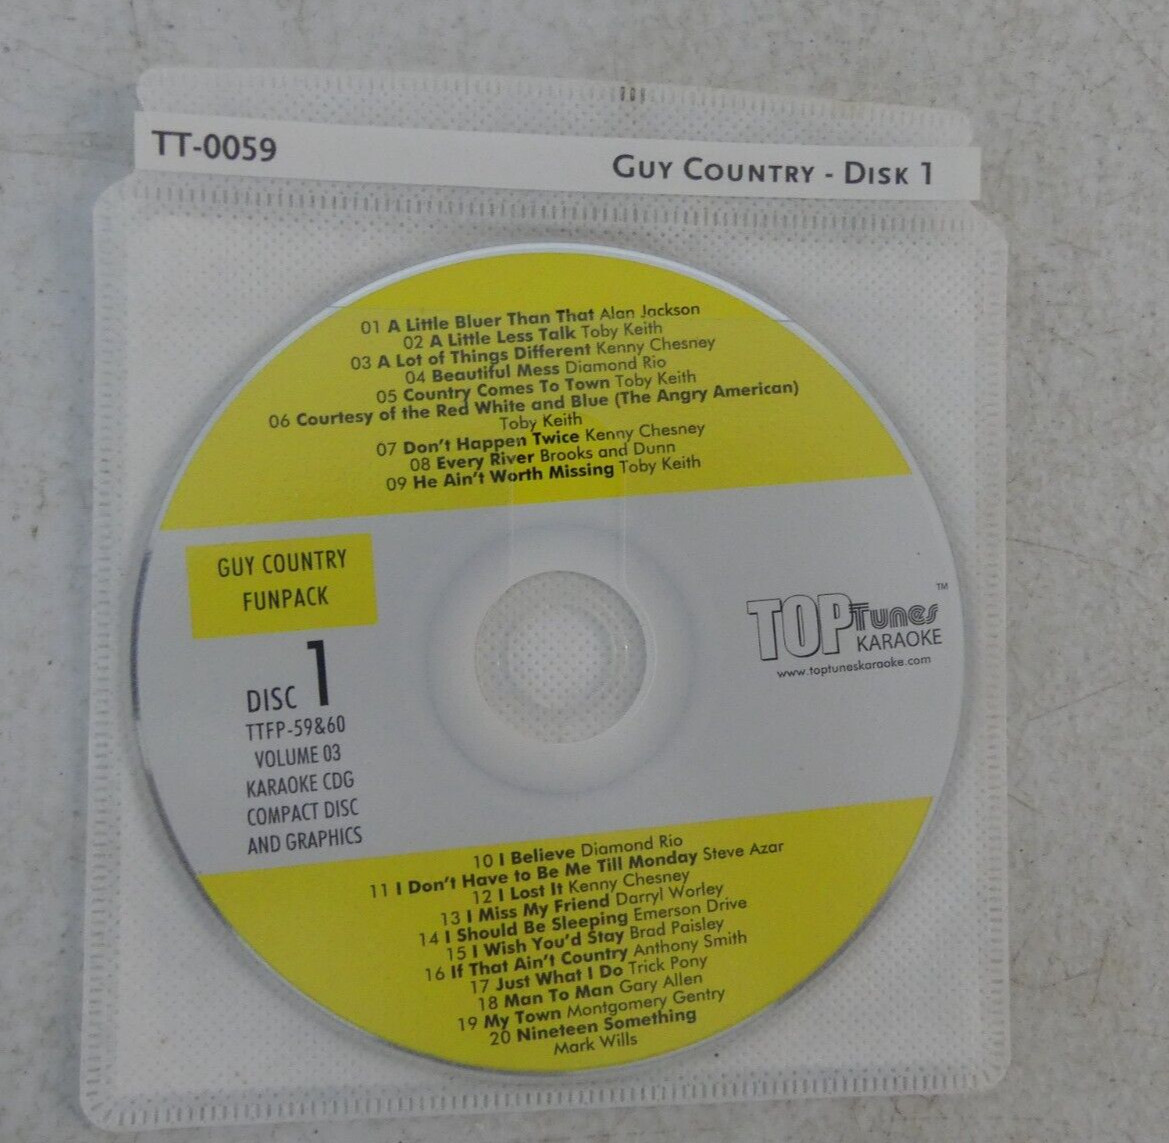 TT-0059
GUY COUNTRY - DISK 1
01 A Little Bluer Than That Alan Jackson
02 A Little Less Talk Toby Keith
03 A Lot of Things Different Kenny Chesney
04 Beautiful Mess Diamond Rio
05 Country Comes To Town Toby Keith
06 Courtesy of the Red White and Blue (The Angry American)
Toby Keith
07 Don't Happen Twice Kenny Chesney
08 Every River Brooks and Dunn
09 He Ain't Worth Missing Toby Keith
GUY COUNTRY
FUNPACK
DISC 1
TTFP-59&60
VOLUME 03
KARAOKE CDG
COMPACT DISC
AND GRAPHICS
TOPTunes™
KARAOKE
www.toptuneskaraoke.com
10 I Believe Diamond Rio
11 I Don't Have to Be Me Till Monday Steve Azar
12 I Lost It Kenny Chesney
13 I Miss My Friend Darryl Worley
14 I Should Be Sleeping Emerson Drive
15 I Wish You'd Stay Brad Paisley
16 If That Ain't Country Anthony Smith
17 Just What I Do Trick Pony
18 Man To Man Gary Allen
19 My Town Montgomery Gentry
20 Nineteen Something
Mark Wills